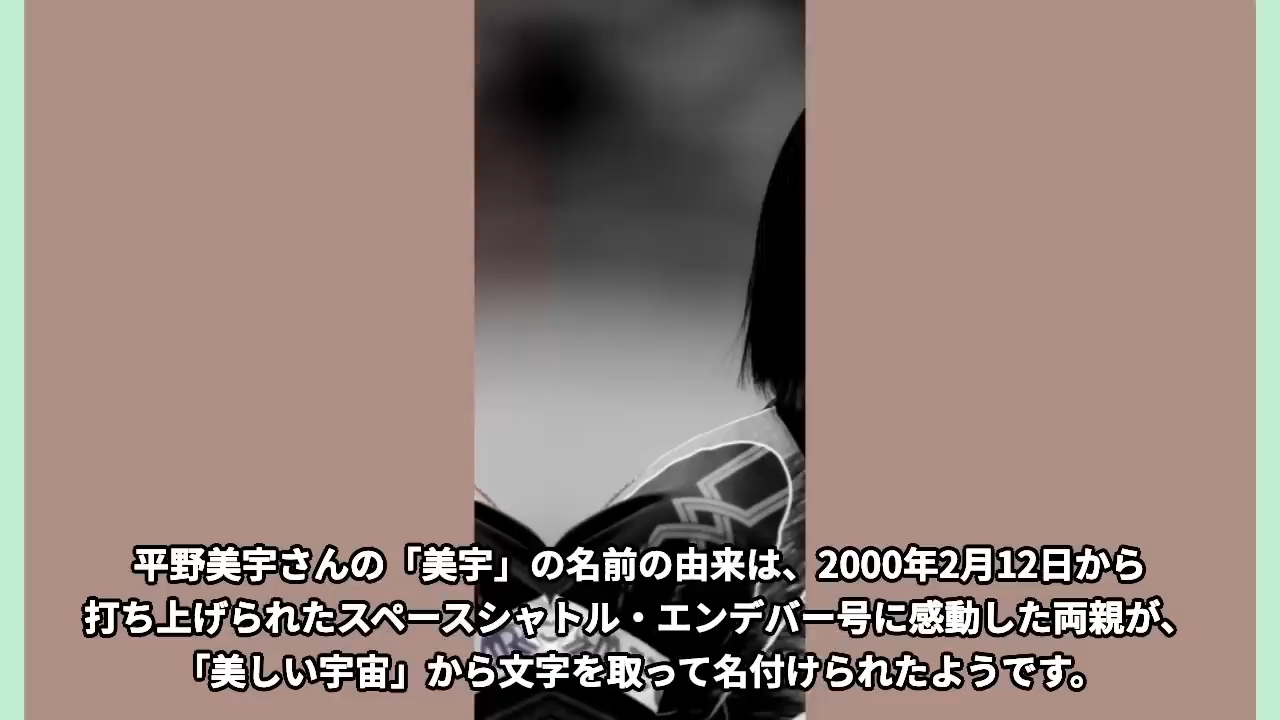 平野美宇さんの「美宇」の名前の由来は、2000年2月12日から
打ち上げられたスペースシャトル・エンデバー号に感動した両親が、
「美しい宇宙」から文字を取って名付けられたようです。